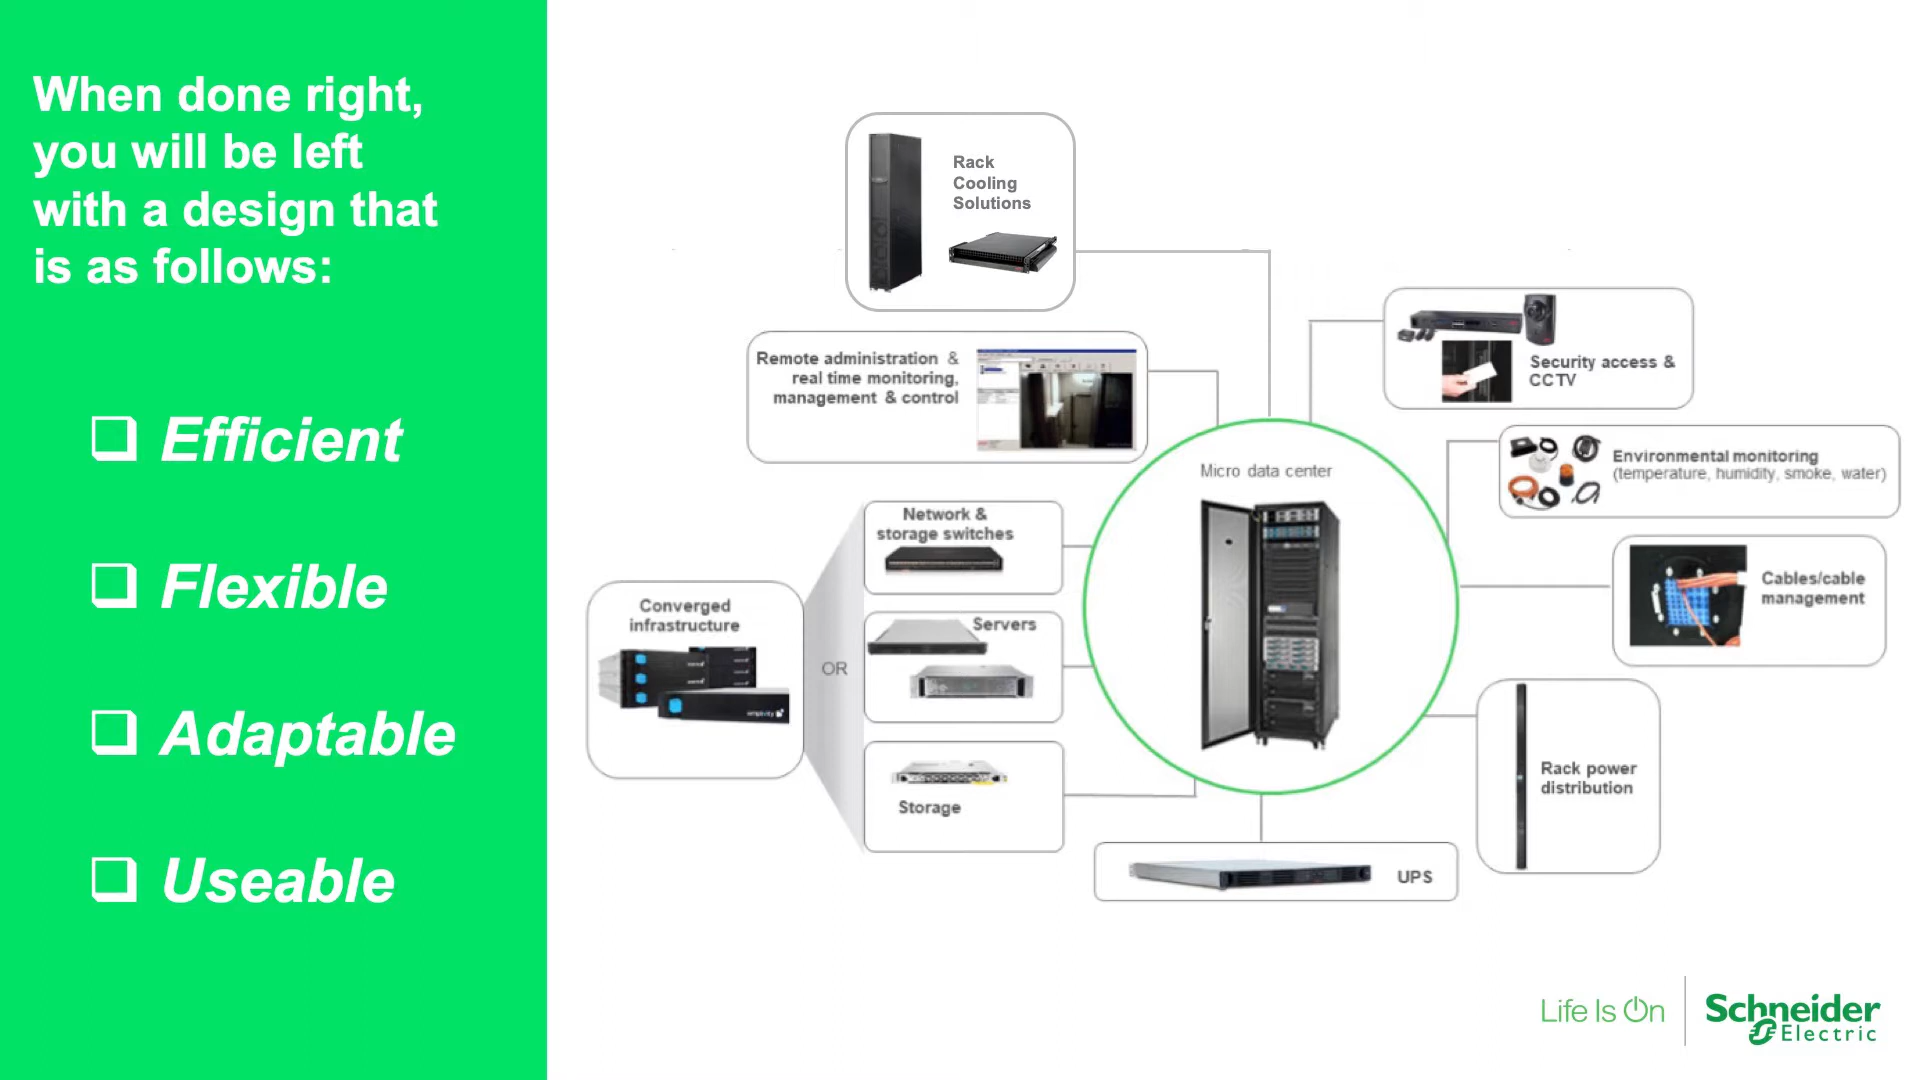 When done right,
you will be left
with a design that
is as follows:
Efficient
Flexible
Adaptable
Useable
Rack
Cooling
Solutions
Remote administration &
real time monitoring,
management & control
Security access &
CCTV
Environmental monitoring
(temperature, humidity, smoke, water)
Micro data center
Network &
storage switches
Converged
infrastructure
Servers
OR
Storage
Cables/cable
management
Rack power
distribution
UPS
Life Is On
Schneider
Electric